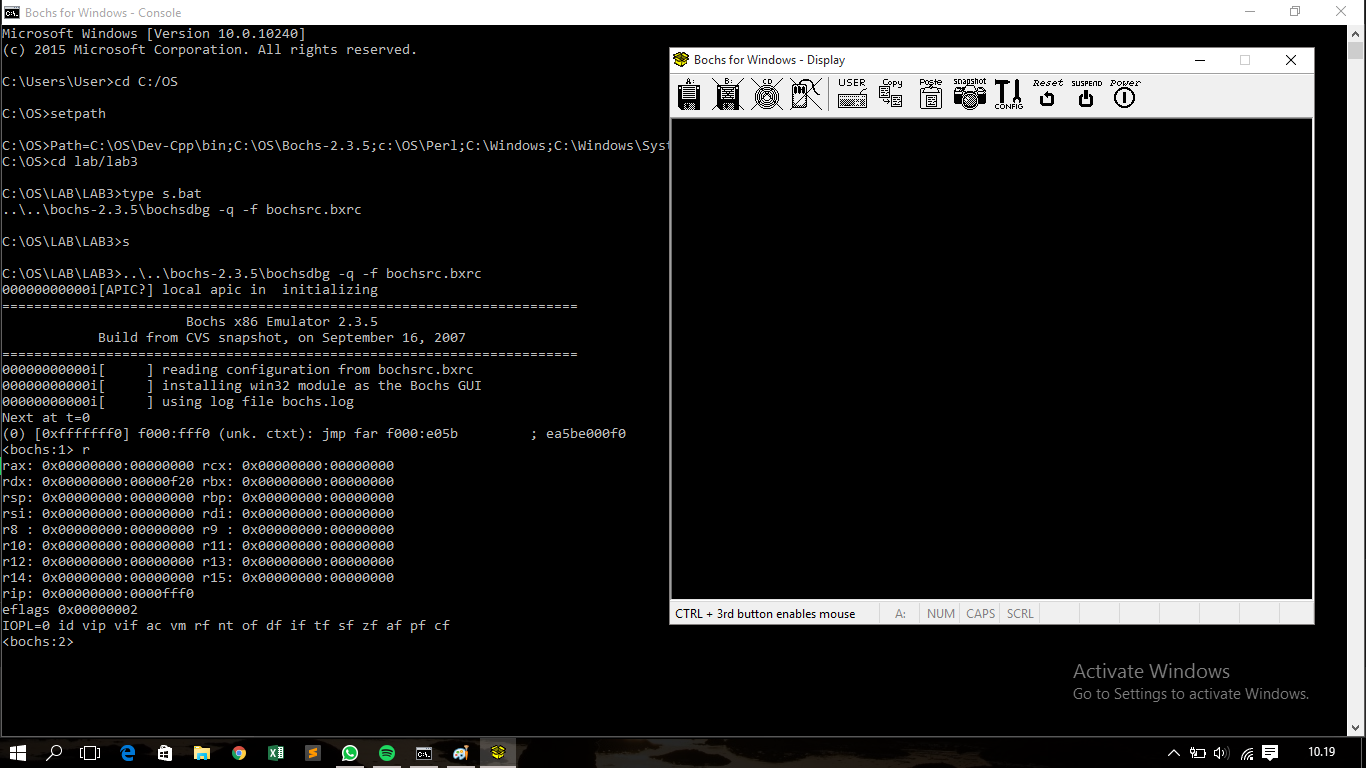 Bochs for Windows - Console
Microsoft Windows [Version 10.0.10240]
(c) 2015 Microsoft Corporation. All rights reserved.
C:\Users\User>cd C:/OS
C:\OS>setpath
C:\OS>Path=C:\OS\Dev-Cpp\bin;C:\OS\Bochs-2.3.5;c:\OS\Perl;C:\Windows;C:\Windows\Syst
C:\OS>cd lab/lab3
C:\OS\LAB\LAB3>type s.bat
..\..\bochs-2.3.5\bochsdbg -q -f bochsrc.bxrc
C:\OS\LAB\LAB3>s
C:\OS\LAB\LAB3>..\..\bochs-2.3.5\bochsdbg -q -f bochsrc.bxrc
00000000000i[APIC?] local apic in  initializing
========================================================================
Bochs x86 Emulator 2.3.5
Build from CVS snapshot, on September 16, 2007
========================================================================
00000000000i[     ] reading configuration from bochsrc.bxrc
00000000000i[     ] installing win32 module as the Bochs GUI
00000000000i[     ] using log file bochs.log
Next at t=0
(0) [0xfffffff0] f000:fff0 (unk. ctxt): jmp far f000:e05b         ; ea5be000f0
<bochs:1> r
rax: 0x00000000:00000000 rcx: 0x00000000:00000000
rdx: 0x00000000:00000f20 rbx: 0x00000000:00000000
rsp: 0x00000000:00000000 rbp: 0x00000000:00000000
rsi: 0x00000000:00000000 rdi: 0x00000000:00000000
r8 : 0x00000000:00000000 r9 : 0x00000000:00000000
r10: 0x00000000:00000000 r11: 0x00000000:00000000
r12: 0x00000000:00000000 r13: 0x00000000:00000000
r14: 0x00000000:00000000 r15: 0x00000000:00000000
rip: 0x00000000:0000fff0
eflags 0x00000002
IOPL=0 id vip vif ac vm rf nt of df if tf sf zf af pf cf
<bochs:2>
Bochs for Windows - Display
A: B: CD USER Copy Paste snapshot CONFIG Reset SUSPEND Power
CTRL + 3rd button enables mouse A: NUM CAPS SCRL
Activate Windows
Go to Settings to activate Windows.
10.19